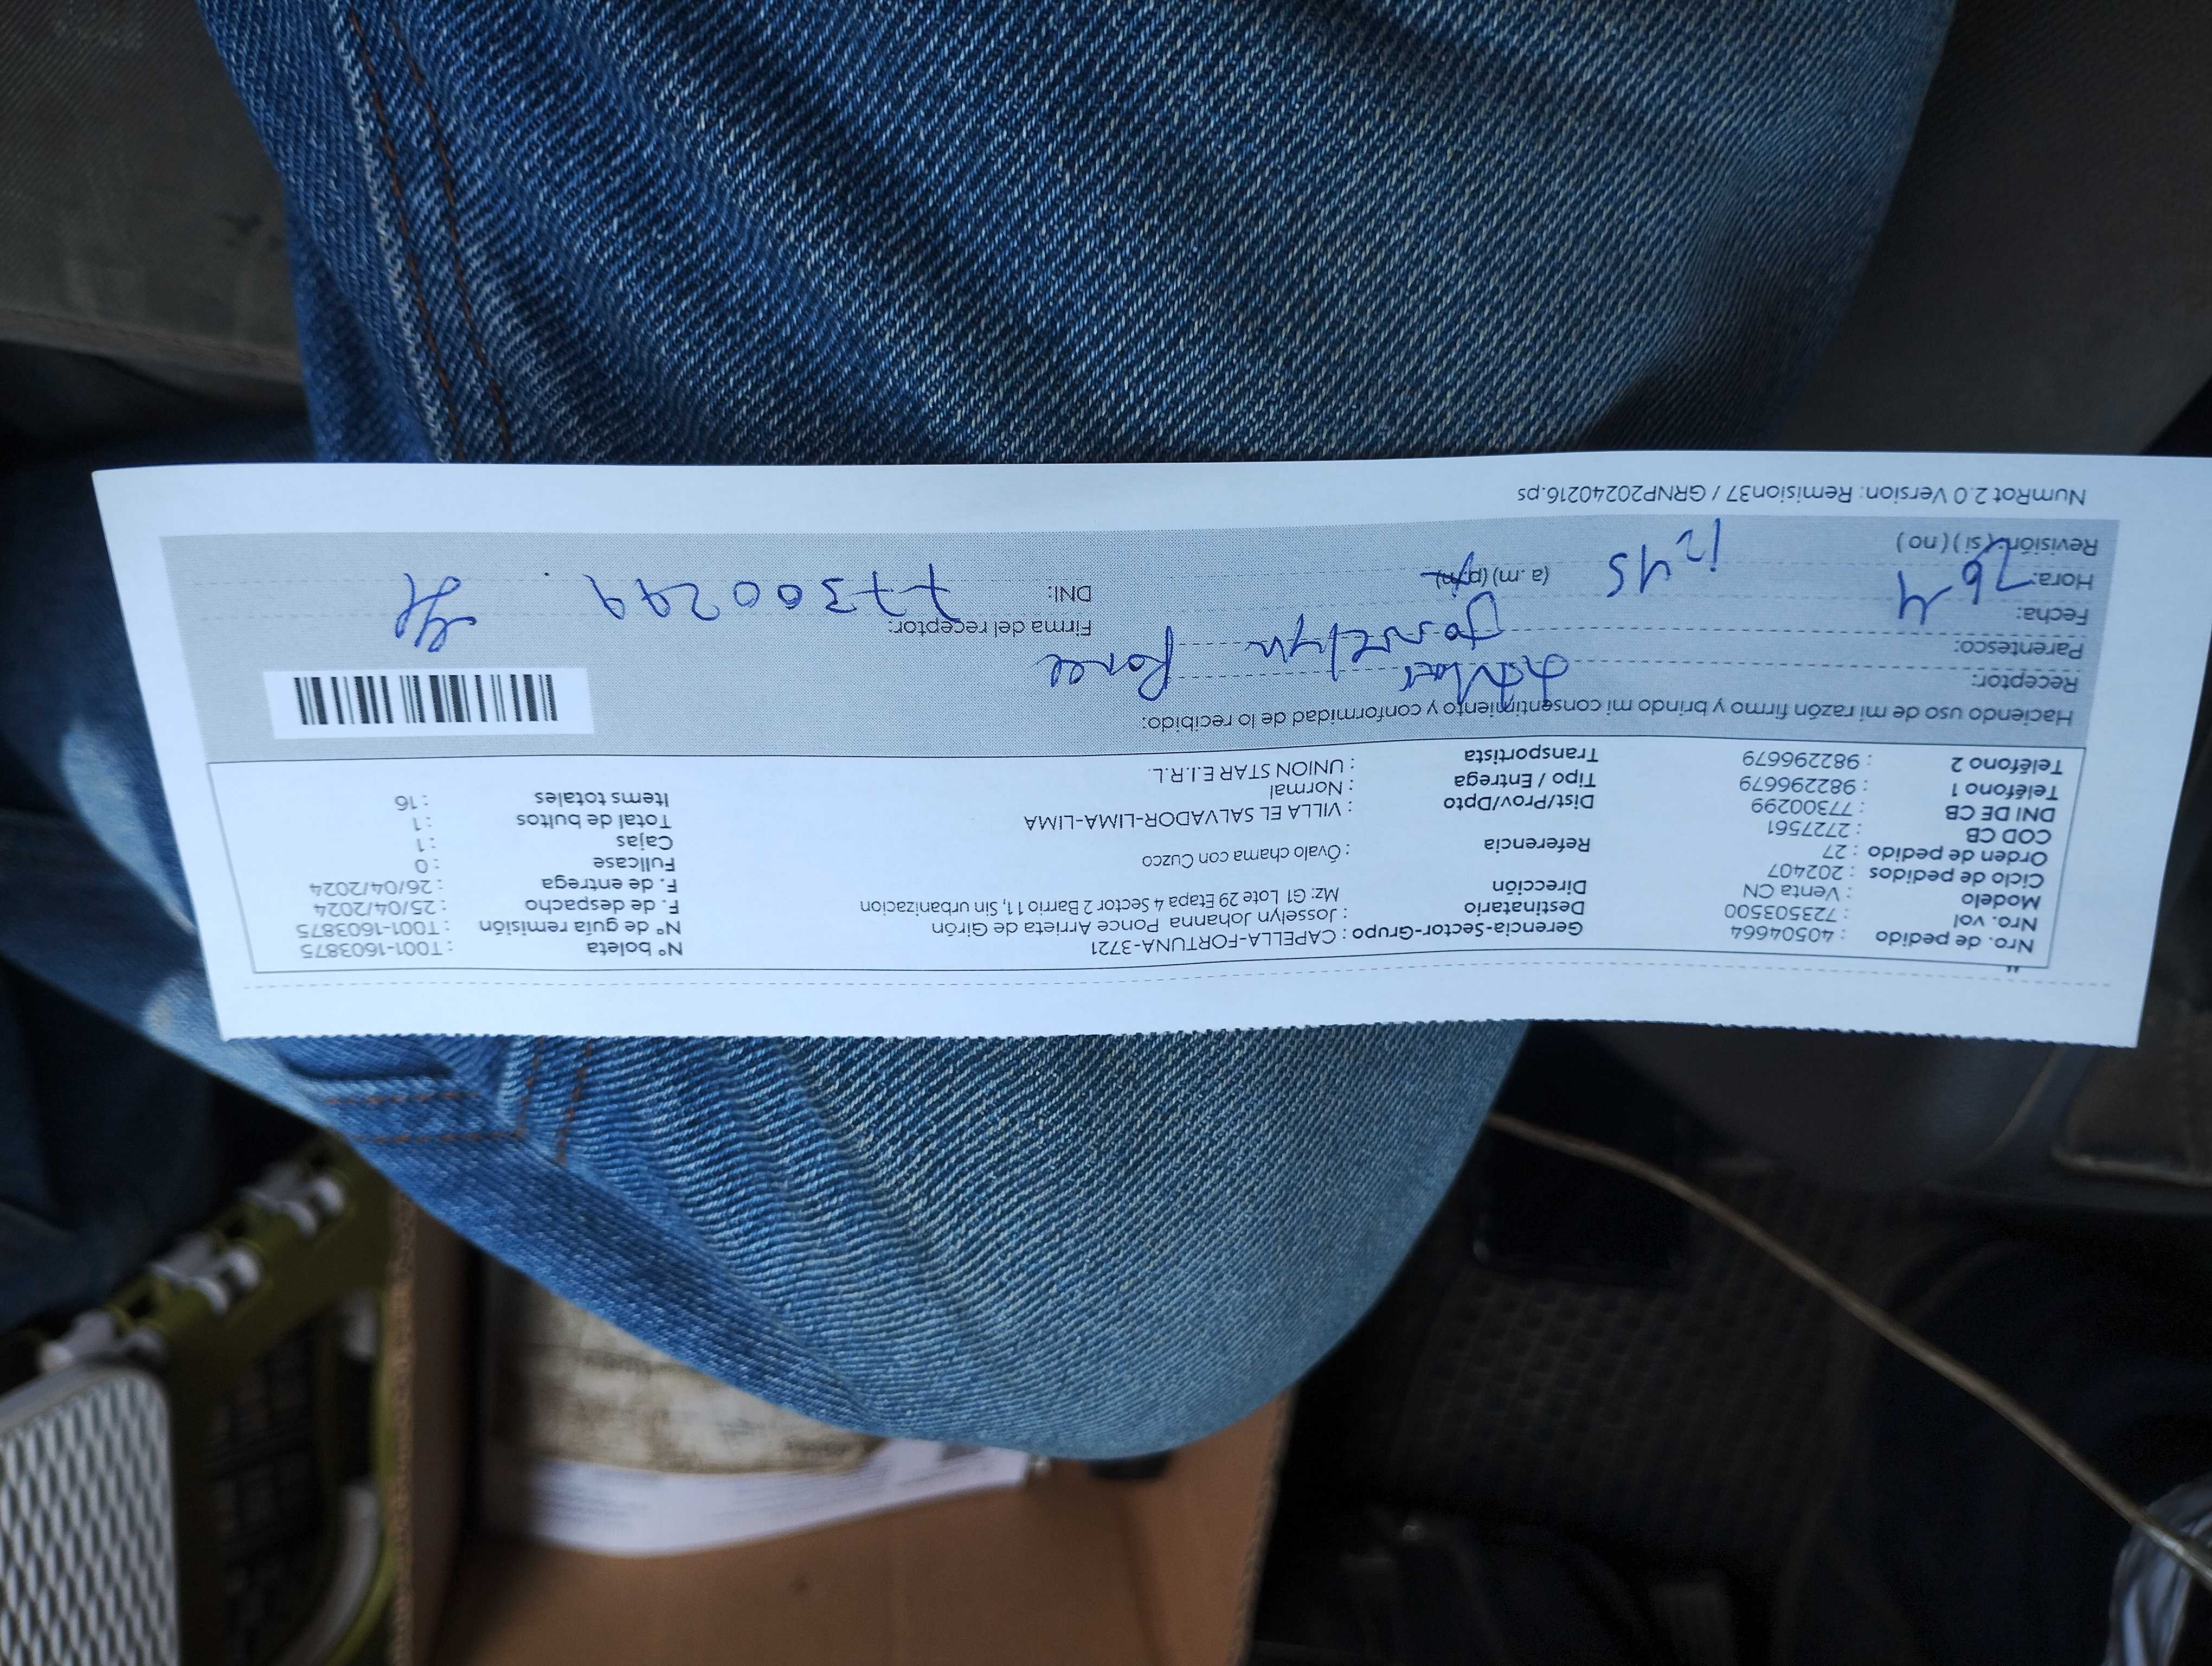 Nro. de pedido : 40504664 Gerencia-Sector-Grupo : CAPELLA-FORTUNA-3721 N° boleta : T001-1603875
Nro. vol : 723503500 Destinatario : Josselyn Johanna Ponce Arrieta de Girón N° de guía remisión : T001-1603875
Modelo : Venta CN Dirección Mz: G1 Lote 29 Etapa 4 Sector 2 Barrio 11, Sin urbanizacion F. de despacho : 25/04/2024
Ciclo de pedidos : 202407 F. de entrega : 26/04/2024
Orden de pedido : 27 Referencia : Óvalo chama con Cuzco Fullcase : 0
COD CB : 2727561 Cajas : 1
DNI DE CB : 77300299 Dist/Prov/Dpto : VILLA EL SALVADOR-LIMA-LIMA Total de bultos : 1
Teléfono 1 : 982296679 Tipo / Entrega : Normal Items totales : 16
Teléfono 2 : 982296679 Transportista : UNION STAR E.I.R.L.
Haciendo uso de mi razón firmo y brindo mi consentimiento y conformidad de lo recibido:
Receptor: Ponce
Parentesco: Josselyn Firma del receptor:
Fecha: 26 4
Hora: 12 45 (a.m) (p.m) DNI: 77300299
Revisión: ( si ) ( no )
NumRot 2.0 Version: Remision37 / GRNP20240216.ps